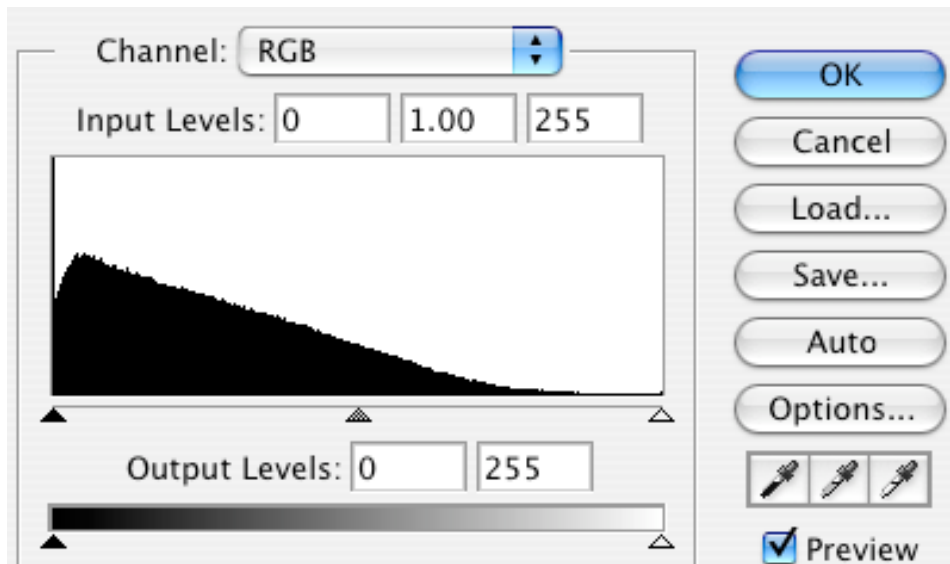 Channel: RGB
Input Levels: 0 1.00 255
Output Levels: 0 255
OK
Cancel
Load...
Save...
Auto
Options...
Preview